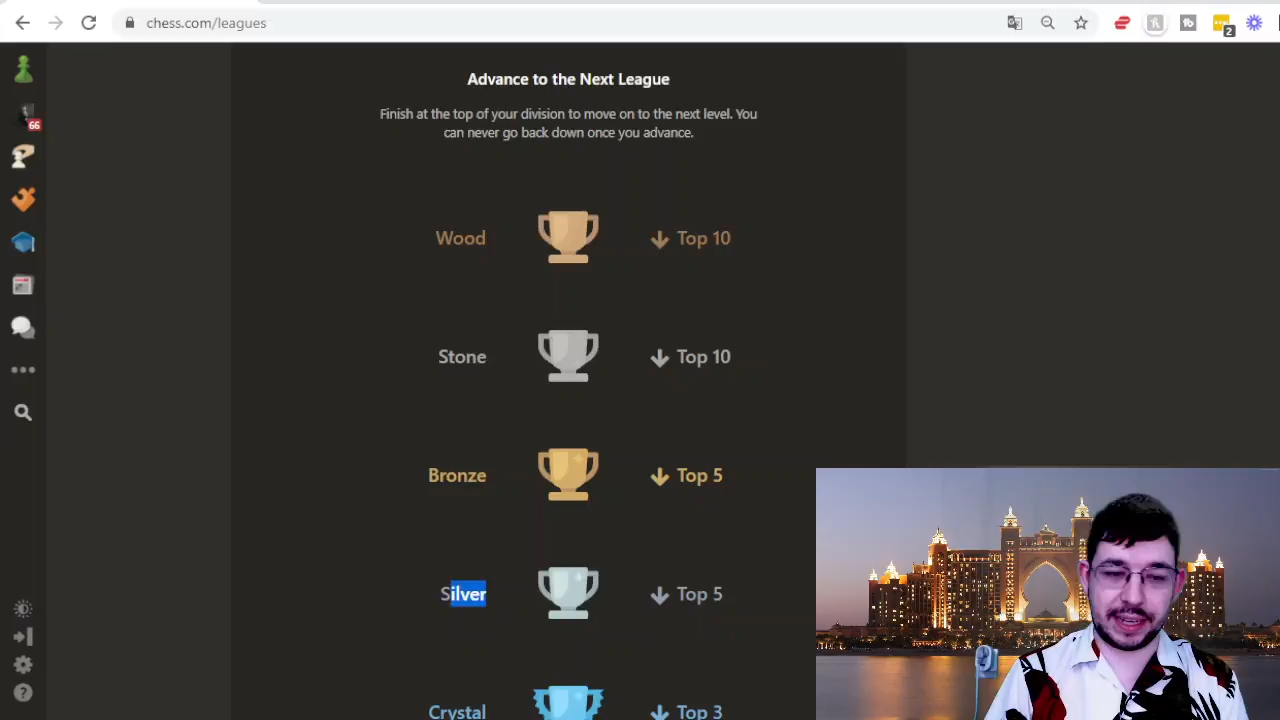 chess.com/leagues
2
66
Advance to the Next League
Finish at the top of your division to move on to the next level. You
can never go back down once you advance.
Wood Top 10
Stone Top 10
Bronze Top 5
Silver Top 5
Crystal Top 3